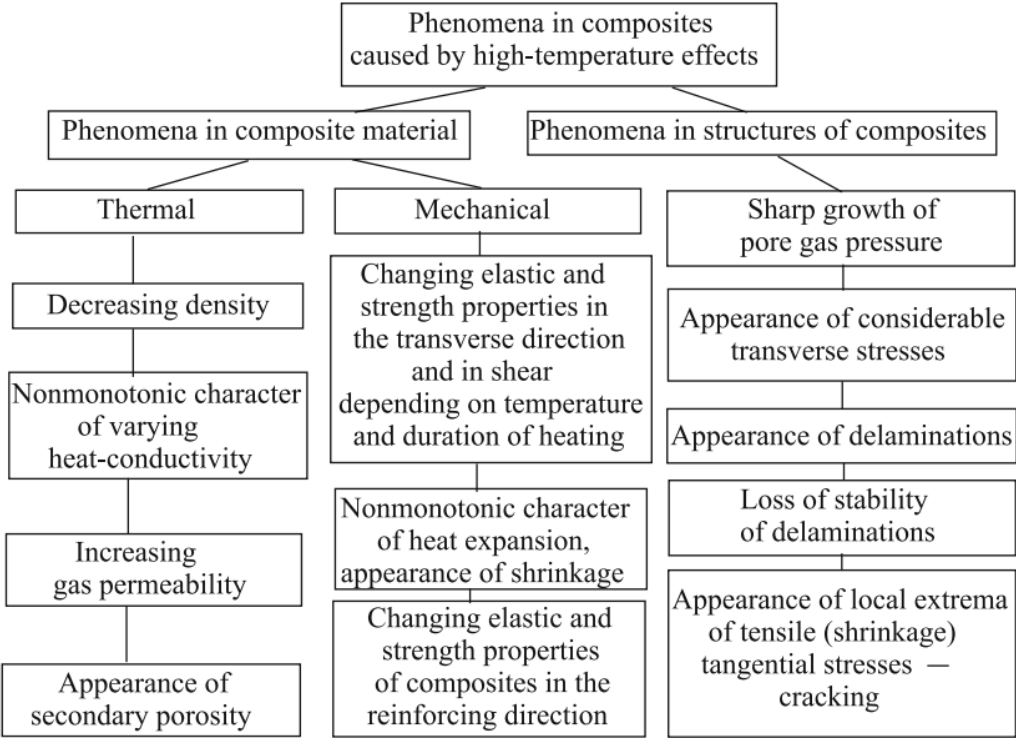 Phenomena in composites
caused by high-temperature effects
Phenomena in composite material
Phenomena in structures of composites
Thermal
Decreasing density
Nonmonotonic character
of varying
heat-conductivity
Increasing
gas permeability
Appearance of
secondary porosity
Mechanical
Changing elastic and
strength properties in
the transverse direction
and in shear
depending on temperature
and duration of heating
Nonmonotonic character
of heat expansion,
appearance of shrinkage
Changing elastic and
strength properties
of composites in the
reinforcing direction
Sharp growth of
pore gas pressure
Appearance of considerable
transverse stresses
Appearance of delaminations
Loss of stability
of delaminations
Appearance of local extrema
of tensile (shrinkage)
tangential stresses —
cracking